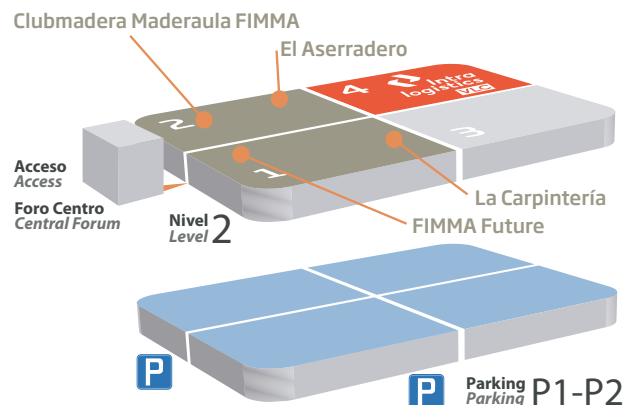 Clubmadera Maderaula FIMMA
El Aserradero
4
Intra
logistics
VLC
2
3
1
Acceso
Access
La Carpintería
Foro Centro
Central Forum
Nivel
Level 2
FIMMA Future
P
P
Parking
Parking P1-P2